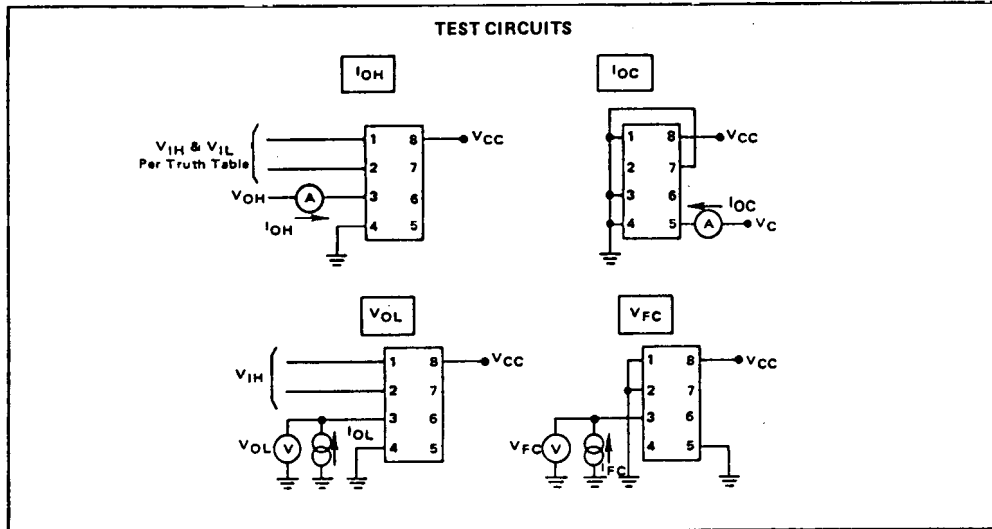 TEST CIRCUITS
IOH
VIH & VIL
Per Truth Table
VOH
A
IOH
1
2
3
4
8
7
6
5
VCC
IOC
1
2
3
4
8
7
6
5
VCC
IOC
A
VC
VOL
VIH
VOL
V
IOL
1
2
3
4
8
7
6
5
VCC
VFC
VFC
V
IFC
1
2
3
4
8
7
6
5
VCC